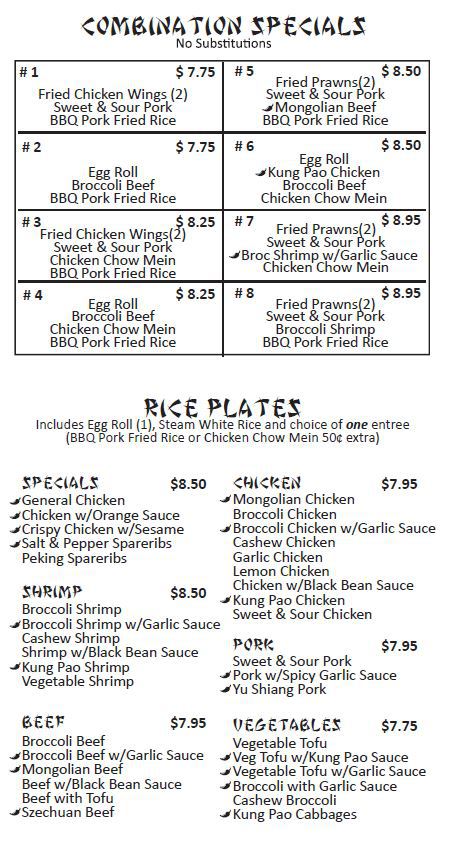 COMBINATION SPECIALS
No Substitutions
# 1 $ 7.75
Fried Chicken Wings (2)
Sweet & Sour Pork
BBQ Pork Fried Rice
# 2 $ 7.75
Egg Roll
Broccoli Beef
BBQ Pork Fried Rice
# 3 $ 8.25
Fried Chicken Wings(2)
Sweet & Sour Pork
Chicken Chow Mein
BBQ Pork Fried Rice
# 4 $ 8.25
Egg Roll
Broccoli Beef
Chicken Chow Mein
BBQ Pork Fried Rice
# 5 $ 8.50
Fried Prawns(2)
Sweet & Sour Pork
Mongolian Beef
BBQ Pork Fried Rice
# 6 $ 8.50
Egg Roll
Kung Pao Chicken
Broccoli Beef
Chicken Chow Mein
# 7 $ 8.95
Fried Prawns(2)
Sweet & Sour Pork
Broc Shrimp w/Garlic Sauce
Chicken Chow Mein
# 8 $ 8.95
Fried Prawns(2)
Sweet & Sour Pork
Broccoli Shrimp
BBQ Pork Fried Rice
RICE PLATES
Includes Egg Roll (1), Steam White Rice and choice of one entree
(BBQ Pork Fried Rice or Chicken Chow Mein 50¢ extra)
SPECIALS $8.50
General Chicken
Chicken w/Orange Sauce
Crispy Chicken w/Sesame
Salt & Pepper Spareribs
Peking Spareribs
SHRIMP $8.50
Broccoli Shrimp
Broccoli Shrimp w/Garlic Sauce
Cashew Shrimp
Shrimp w/Black Bean Sauce
Kung Pao Shrimp
Vegetable Shrimp
BEEF $7.95
Broccoli Beef
Broccoli Beef w/Garlic Sauce
Mongolian Beef
Beef w/Black Bean Sauce
Beef with Tofu
Szechuan Beef
CHICKEN $7.95
Mongolian Chicken
Broccoli Chicken
Broccoli Chicken w/Garlic Sauce
Cashew Chicken
Garlic Chicken
Lemon Chicken
Chicken w/Black Bean Sauce
Kung Pao Chicken
Sweet & Sour Chicken
PORK $7.95
Sweet & Sour Pork
Pork w/Spicy Garlic Sauce
Yu Shiang Pork
VEGETABLES $7.75
Vegetable Tofu
Veg Tofu w/Kung Pao Sauce
Vegetable Tofu w/Garlic Sauce
Broccoli with Garlic Sauce
Cashew Broccoli
Kung Pao Cabbages